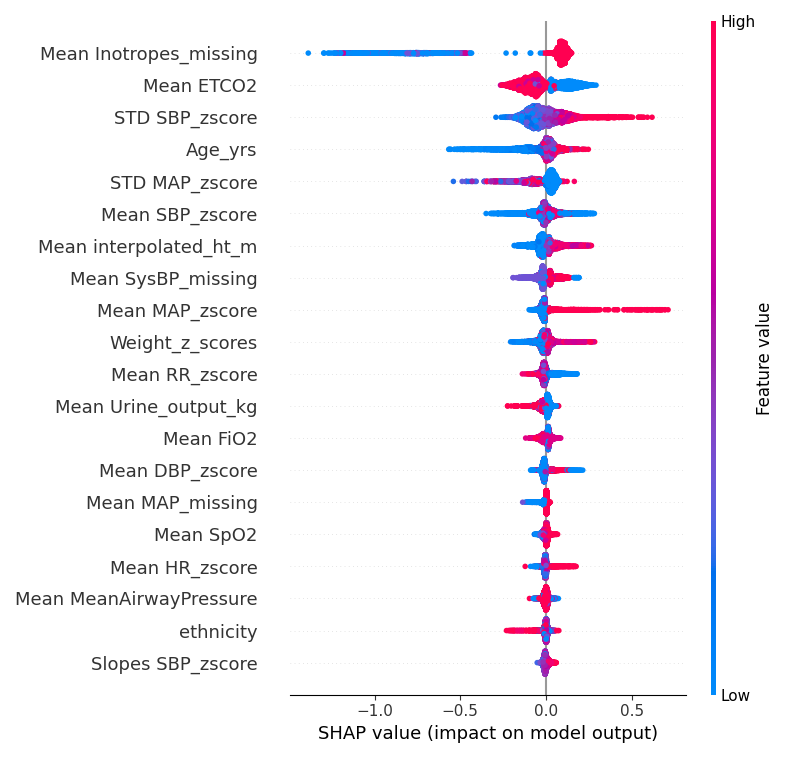 High
Mean Inotropes_missing
Mean ETCO2
STD SBP_zscore
Age_yrs
STD MAP_zscore
Mean SBP_zscore
Mean interpolated_ht_m
Mean SysBP_missing
Mean MAP_zscore
Weight_z_scores
Mean RR_zscore
Mean Urine_output_kg
Mean FiO2
Mean DBP_zscore
Mean MAP_missing
Mean SpO2
Mean HR_zscore
Mean MeanAirwayPressure
ethnicity
Slopes SBP_zscore
Feature value
Low
−1.0 −0.5 0.0 0.5
SHAP value (impact on model output)